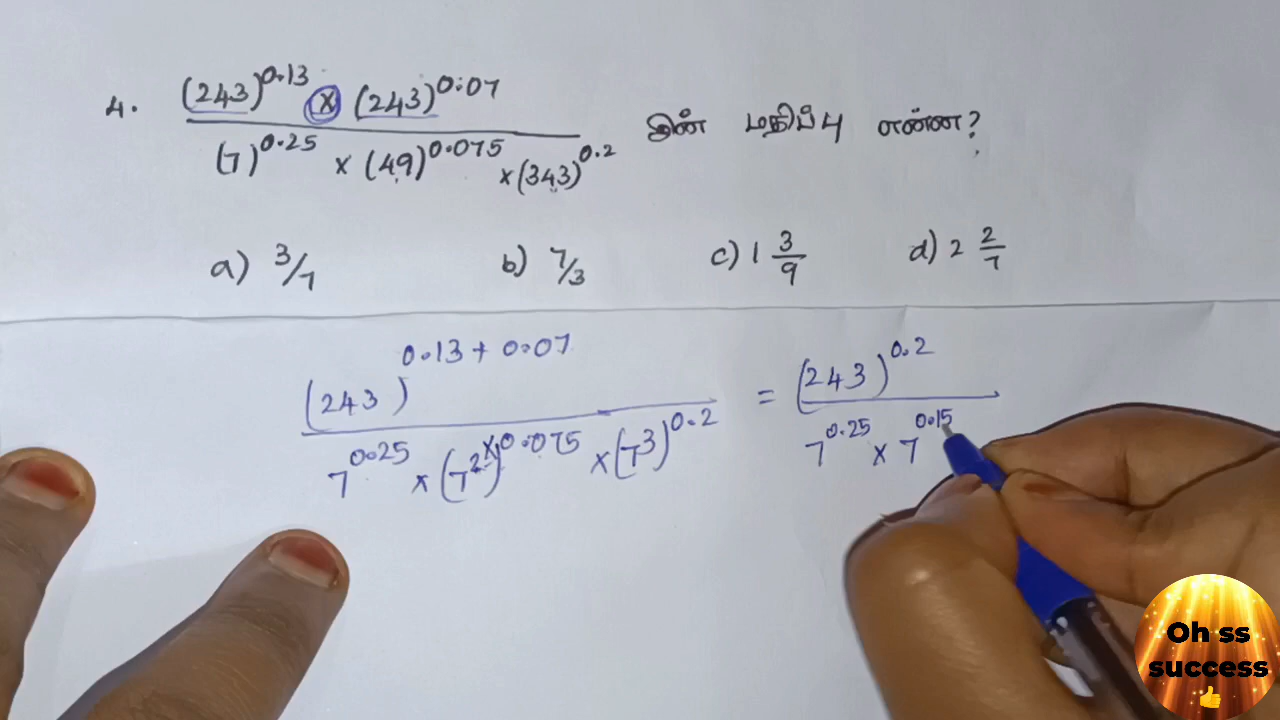 4. (243)^0.13 × (243)^0.07 / (7)^0.25 × (49)^0.075 × (343)^0.2 இன் மதிப்பு என்ன?
a) 3/7 b) 7/3 c) 1 3/9 d) 2 2/7
(243)^0.13 + 0.07 / 7^0.25 × (7^2)^×0.075 × (7^3)^0.2 = (243)^0.2 / 7^0.25 × 7^0.15
Oh ss
success
👍